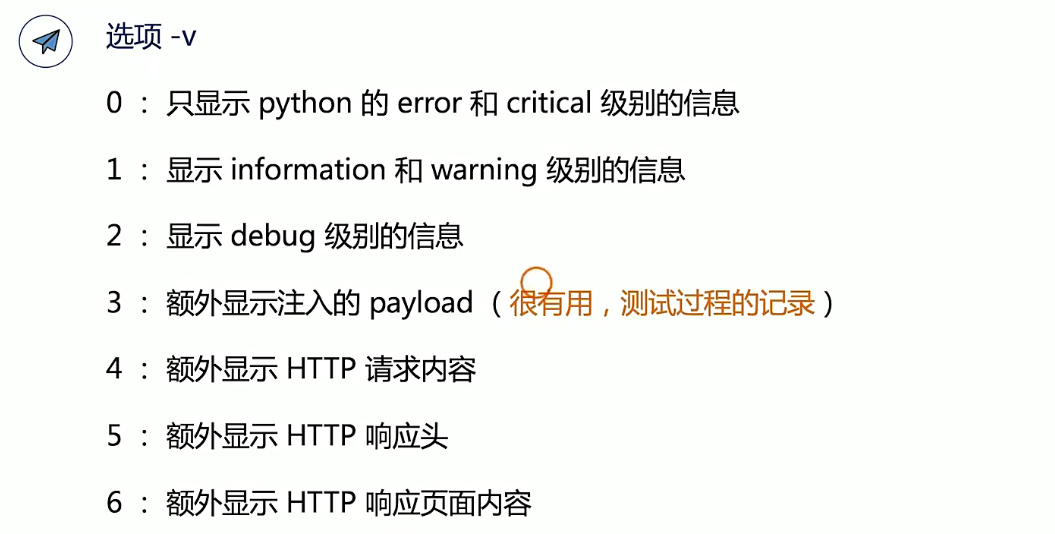 选项 -v
0 ： 只显示 python 的 error 和 critical 级别的信息
1 ： 显示 information 和 warning 级别的信息
2 ： 显示 debug 级别的信息
3 ： 额外显示注入的 payload （很有用，测试过程的记录）
4 ： 额外显示 HTTP 请求内容
5 ： 额外显示 HTTP 响应头
6 ： 额外显示 HTTP 响应页面内容